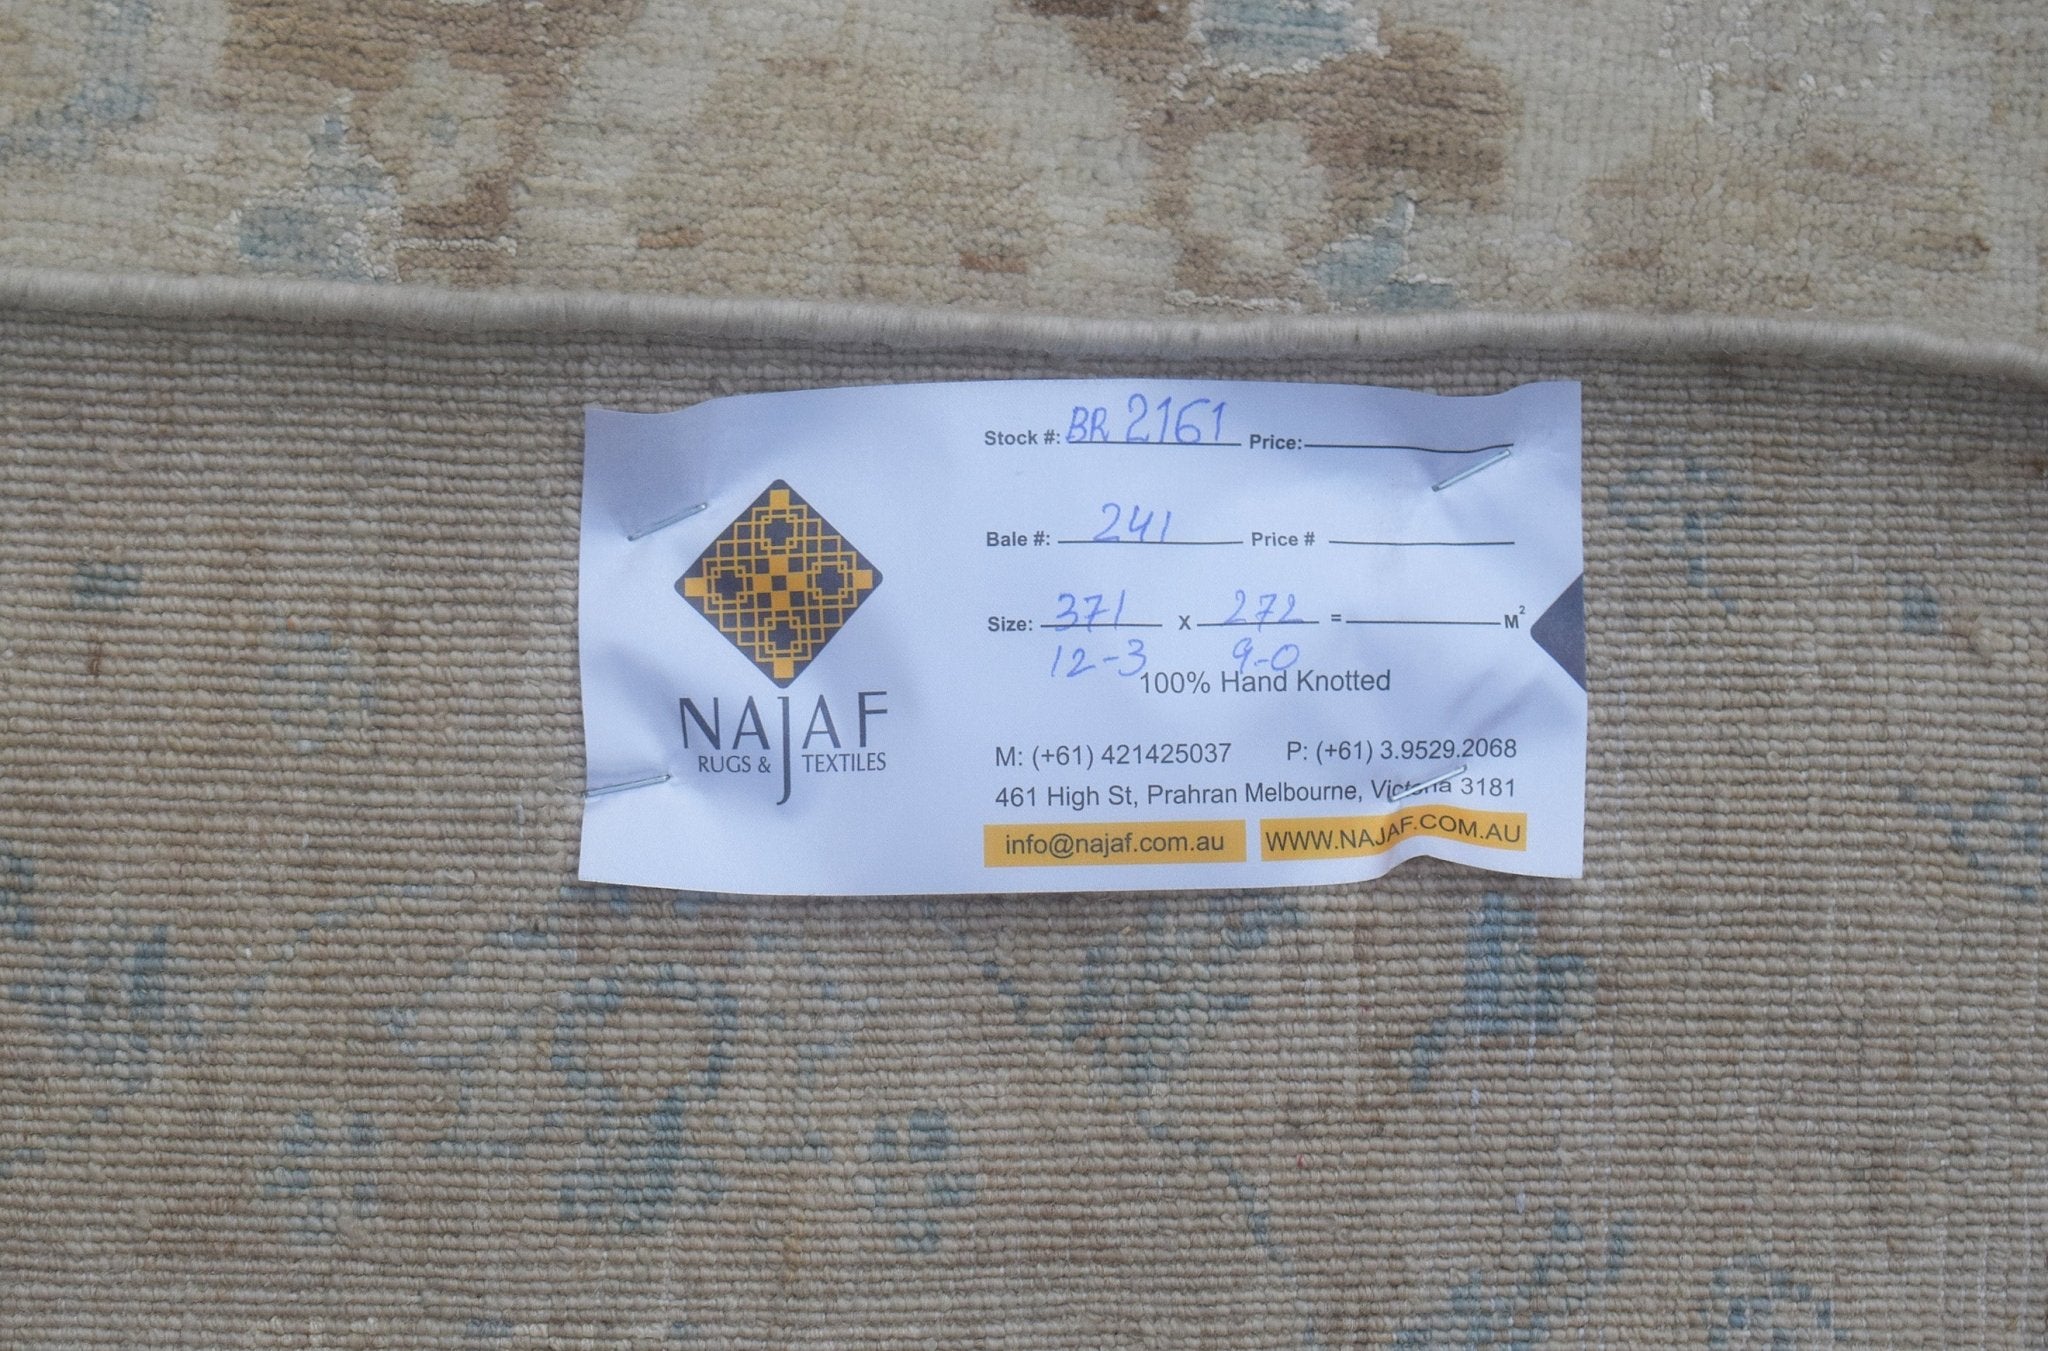 Stock #: BR 2161 Price:
Bale #: 241 Price #
Size: 371 X 272 = M²
12-3 9-0
100% Hand Knotted
NAJAF
RUGS & TEXTILES
M: (+61) 421425037 P: (+61) 3.9529.2068
461 High St, Prahran Melbourne, Victoria 3181
info@najaf.com.au WWW.NAJAF.COM.AU